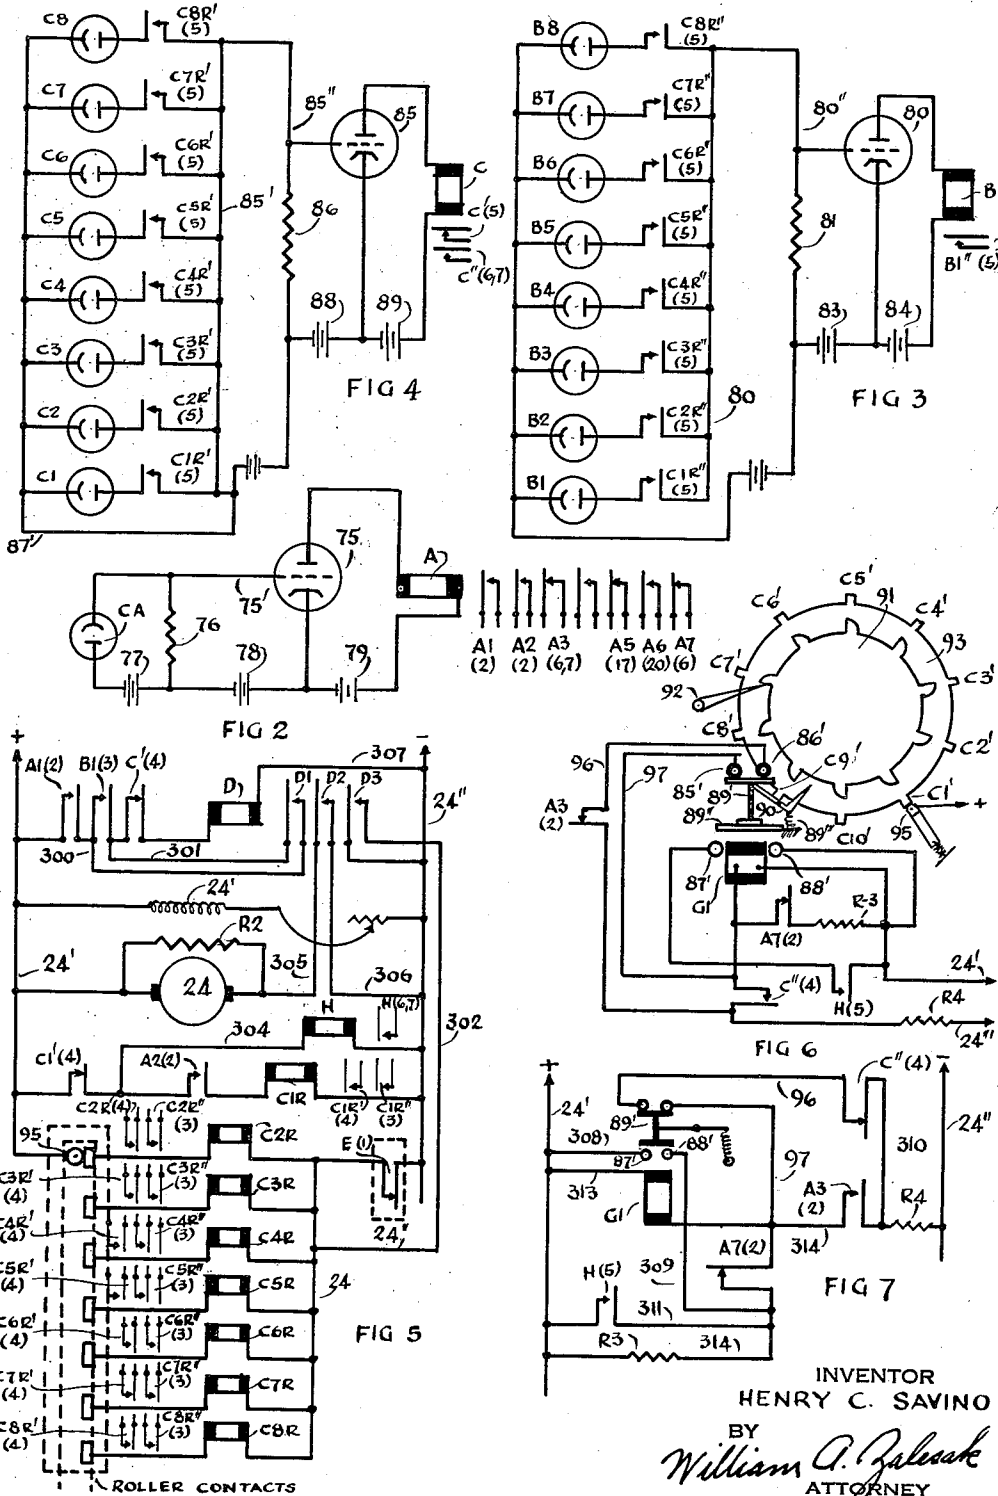 C8
C8R'
(5)
C7
C7R'
(5)
C6
C6R'
(5)
C5
C5R'
(5)
C4
C4R'
(5)
C3
C3R'
(5)
C2
C2R'
(5)
C1
C1R'
(5)
85'
85"
85
86
C
C'(5)
C"(6,7)
88
89
87'
FIG 4
B8
C8R"
(5)
B7
C7R"
(5)
B6
C6R"
(5)
B5
C5R"
(5)
B4
C4R"
(5)
B3
C3R"
(5)
B2
C2R"
(5)
B1
C1R"
(5)
80
80"
80
81
B
B1" (5)
83
84
FIG 3
CA
75
75'
76
77
78
79
A
FIG 2
A1
(2)
A2
(2)
A3
(6,7)
A5
(17)
A6
(20)
A7
(6)
C5'
C6'
91
C4'
93
C7'
C3'
92
C8'
86'
C2'
96
97
85'
C9'
89'
90
C1'
+
A3
(2)
89"
89'''
C10'
95
87'
88'
G1
R-3
A7(2)
C"(4)
H(5)
24'
R4
24"
FIG 6
+
−
A1(2)
B1(3)
C'(4)
D
307
D1
D2
D3
24"
300
301
24'
R2
24'
24
305
306
H
H(6,7)
302
304
C1'(4)
A2(2)
C1R
C1R'
(4)
C1R"
(3)
C2R'(4)
C2R"
(3)
95
C2R
E(1)
C3R'
(4)
C3R"
(3)
C3R
24"
C4R'
(4)
C4R"
(3)
C4R
C5R'
(4)
C5R"
(3)
C5R
24
C6R'
(4)
C6R"
(3)
C6R
FIG 5
C7R'
(4)
C7R"
(3)
C7R
C8R'
(4)
C8R"
(3)
C8R
ROLLER CONTACTS
+
−
24'
96
C"(4)
24"
89'
308
88'
87'
313
97
310
G1
A3
(2)
R4
314
A7(2)
309
H(5)
311
R3
314
FIG 7
INVENTOR
HENRY C. SAVINO
BY
William A. Zalesak
ATTORNEY